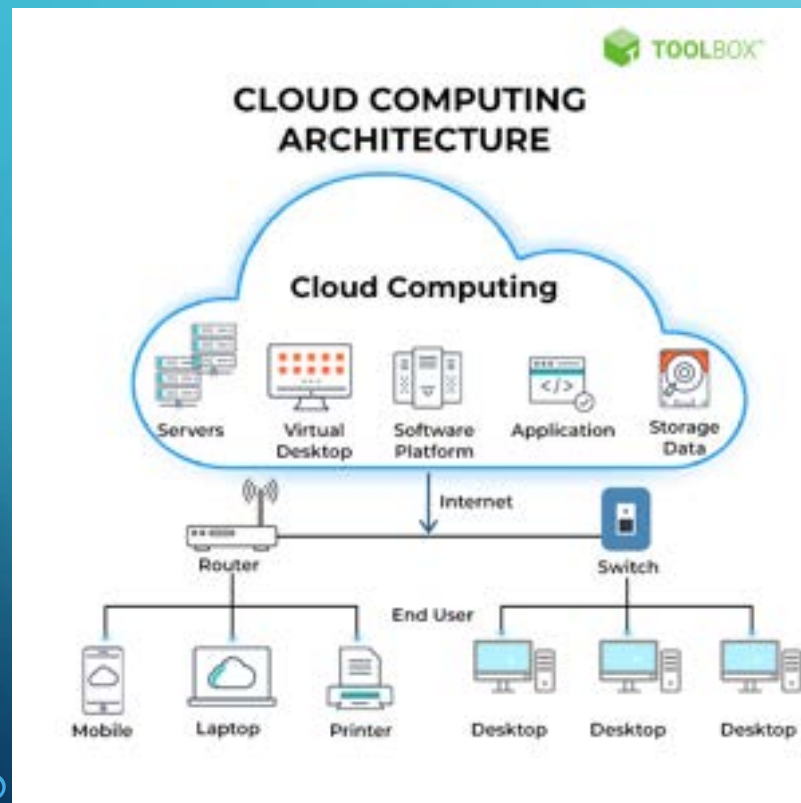 TOOLBOX™
CLOUD COMPUTING
ARCHITECTURE
Cloud Computing
</>
Servers
Virtual
Desktop
Software
Platform
Application
Storage
Data
Internet
Router
Switch
End User
Mobile
Laptop
Printer
Desktop
Desktop
Desktop